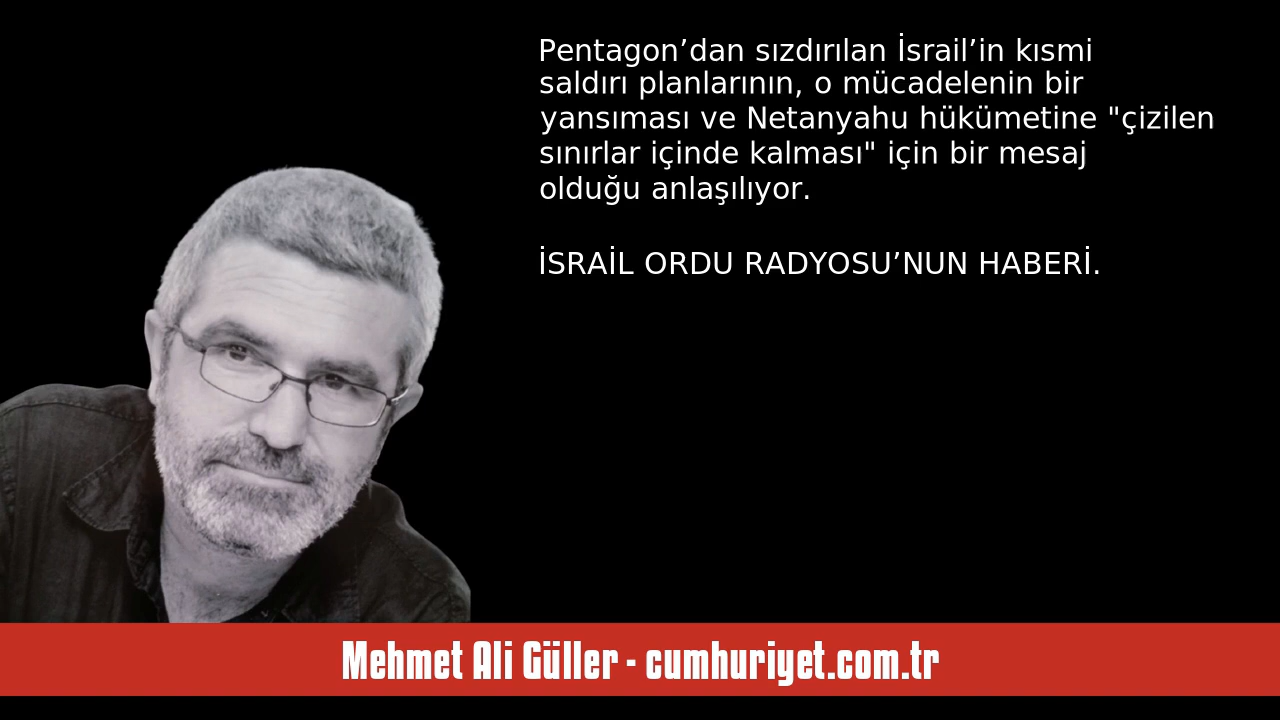 Pentagon’dan sızdırılan İsrail’in kısmi
saldırı planlarının, o mücadelenin bir
yansıması ve Netanyahu hükümetine "çizilen
sınırlar içinde kalması" için bir mesaj
olduğu anlaşılıyor.
İSRAİL ORDU RADYOSU’NUN HABERİ.
Mehmet Ali Güller - cumhuriyet.com.tr